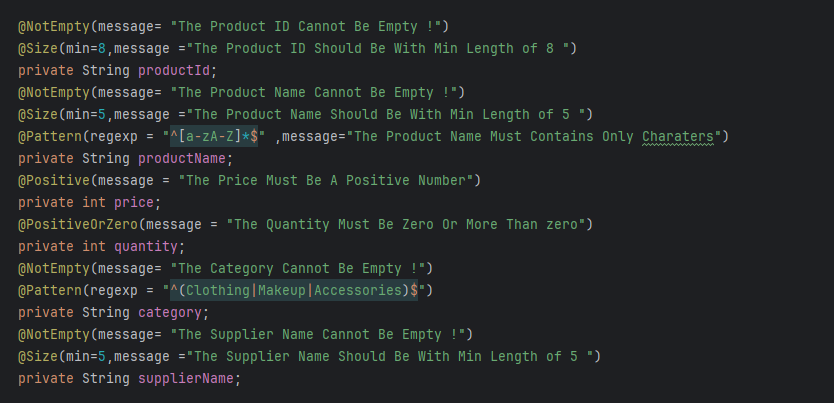 @NotEmpty(message= "The Product ID Cannot Be Empty !")
@Size(min=8,message ="The Product ID Should Be With Min Length of 8 ")
private String productId;
@NotEmpty(message= "The Product Name Cannot Be Empty !")
@Size(min=5,message ="The Product Name Should Be With Min Length of 5 ")
@Pattern(regexp = "^[a-zA-Z]*$" ,message="The Product Name Must Contains Only Charaters")
private String productName;
@Positive(message = "The Price Must Be A Positive Number")
private int price;
@PositiveOrZero(message = "The Quantity Must Be Zero Or More Than zero")
private int quantity;
@NotEmpty(message= "The Category Cannot Be Empty !")
@Pattern(regexp = "^(Clothing|Makeup|Accessories)$")
private String category;
@NotEmpty(message= "The Supplier Name Cannot Be Empty !")
@Size(min=5,message ="The Supplier Name Should Be With Min Length of 5 ")
private String supplierName;